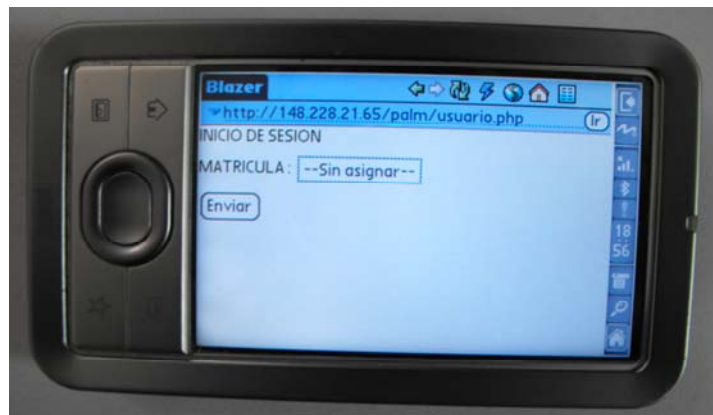 Blazer
http://148.228.21.65/palm/usuario.php Ir
INICIO DE SESION
MATRICULA: --Sin asignar--
Enviar
18
56